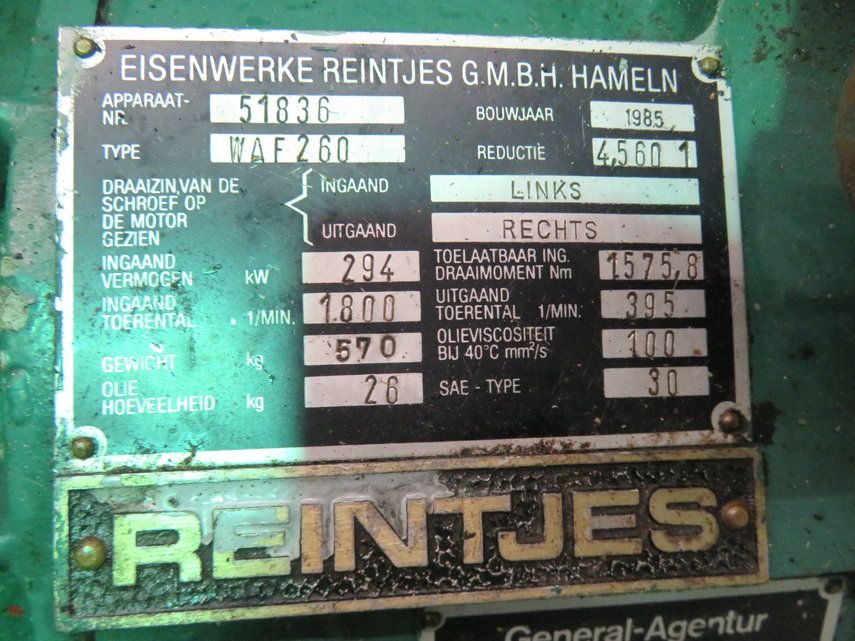 EISENWERKE REINTJES G.M.B.H. HAMELN
APPARAAT-NR. 51836 BOUWJAAR 1985
TYPE WAF260 REDUCTIE 4,560 1
DRAAIZIN,VAN DE
SCHROEF OP
DE MOTOR
GEZIEN
INGAAND LINKS
UITGAAND RECHTS
INGAAND
VERMOGEN kW 294
TOELAATBAAR ING.
DRAAIMOMENT Nm 1575,8
INGAAND
TOERENTAL 1/MIN. 1.800
UITGAAND
TOERENTAL 1/MIN. 395
GEWICHT kg 570
OLIEVISCOSITEIT
BIJ 40°C mm²/s 100
OLIE
HOEVEELHEID kg 26
SAE - TYPE 30
REINTJES
General-Agentur